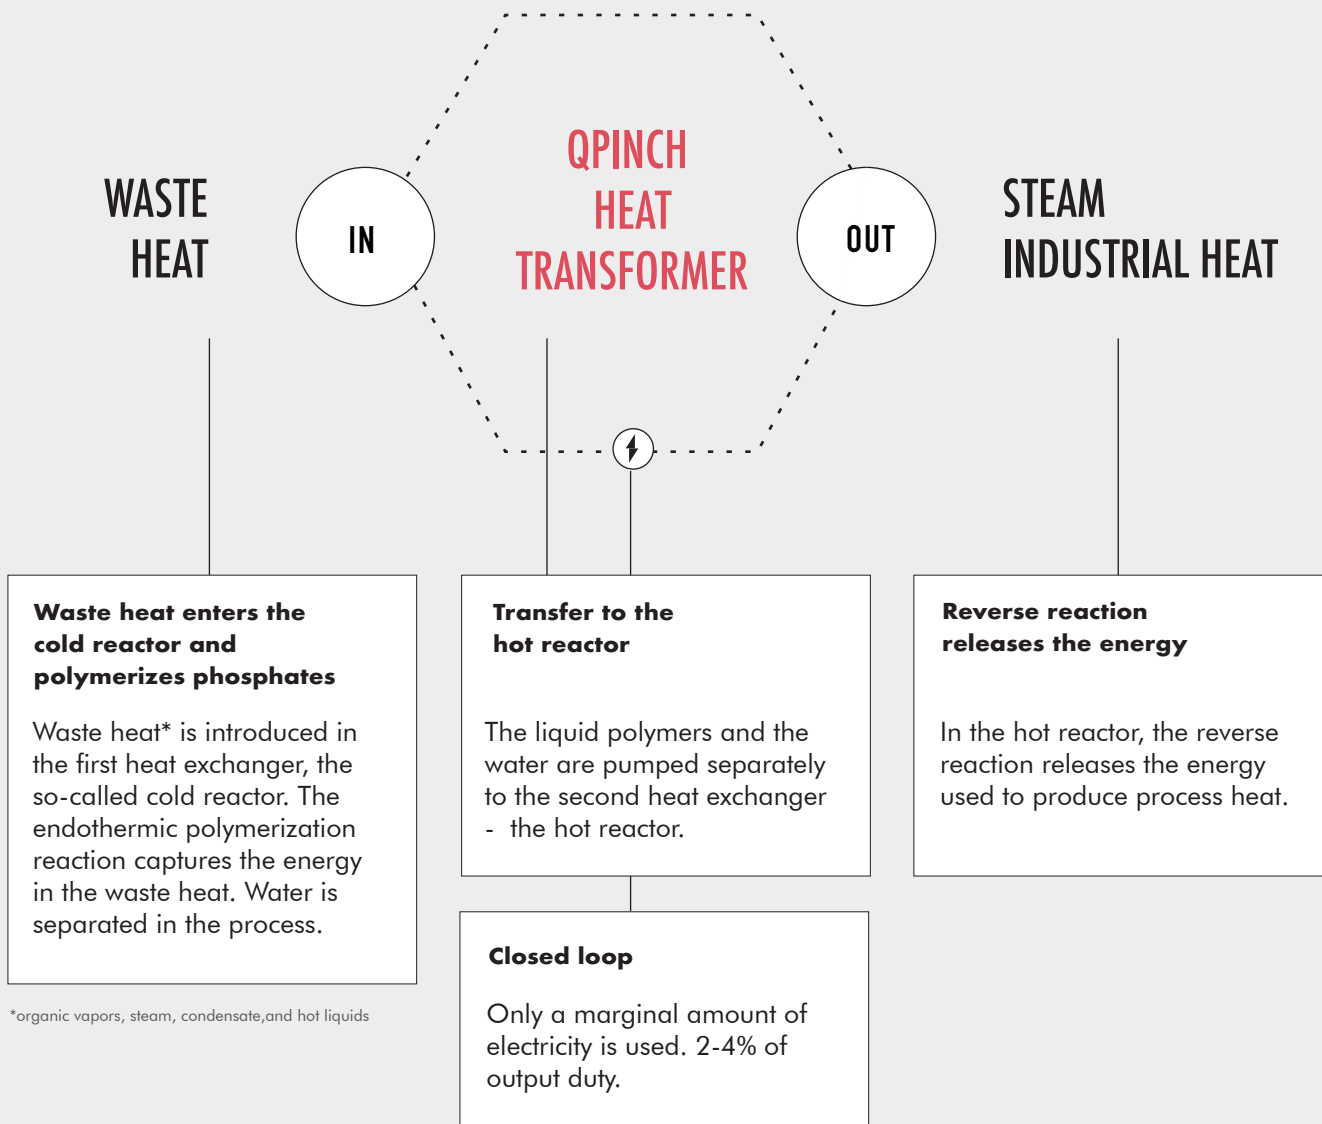 WASTE
HEAT
IN
QPINCH
HEAT
TRANSFORMER
OUT
STEAM
INDUSTRIAL HEAT
Waste heat enters the
cold reactor and
polymerizes phosphates
Waste heat* is introduced in
the first heat exchanger, the
so-called cold reactor. The
endothermic polymerization
reaction captures the energy
in the waste heat. Water is
separated in the process.
*organic vapors, steam, condensate,and hot liquids
Transfer to the
hot reactor
The liquid polymers and the
water are pumped separately
to the second heat exchanger
- the hot reactor.
Closed loop
Only a marginal amount of
electricity is used. 2-4% of
output duty.
Reverse reaction
releases the energy
In the hot reactor, the reverse
reaction releases the energy
used to produce process heat.